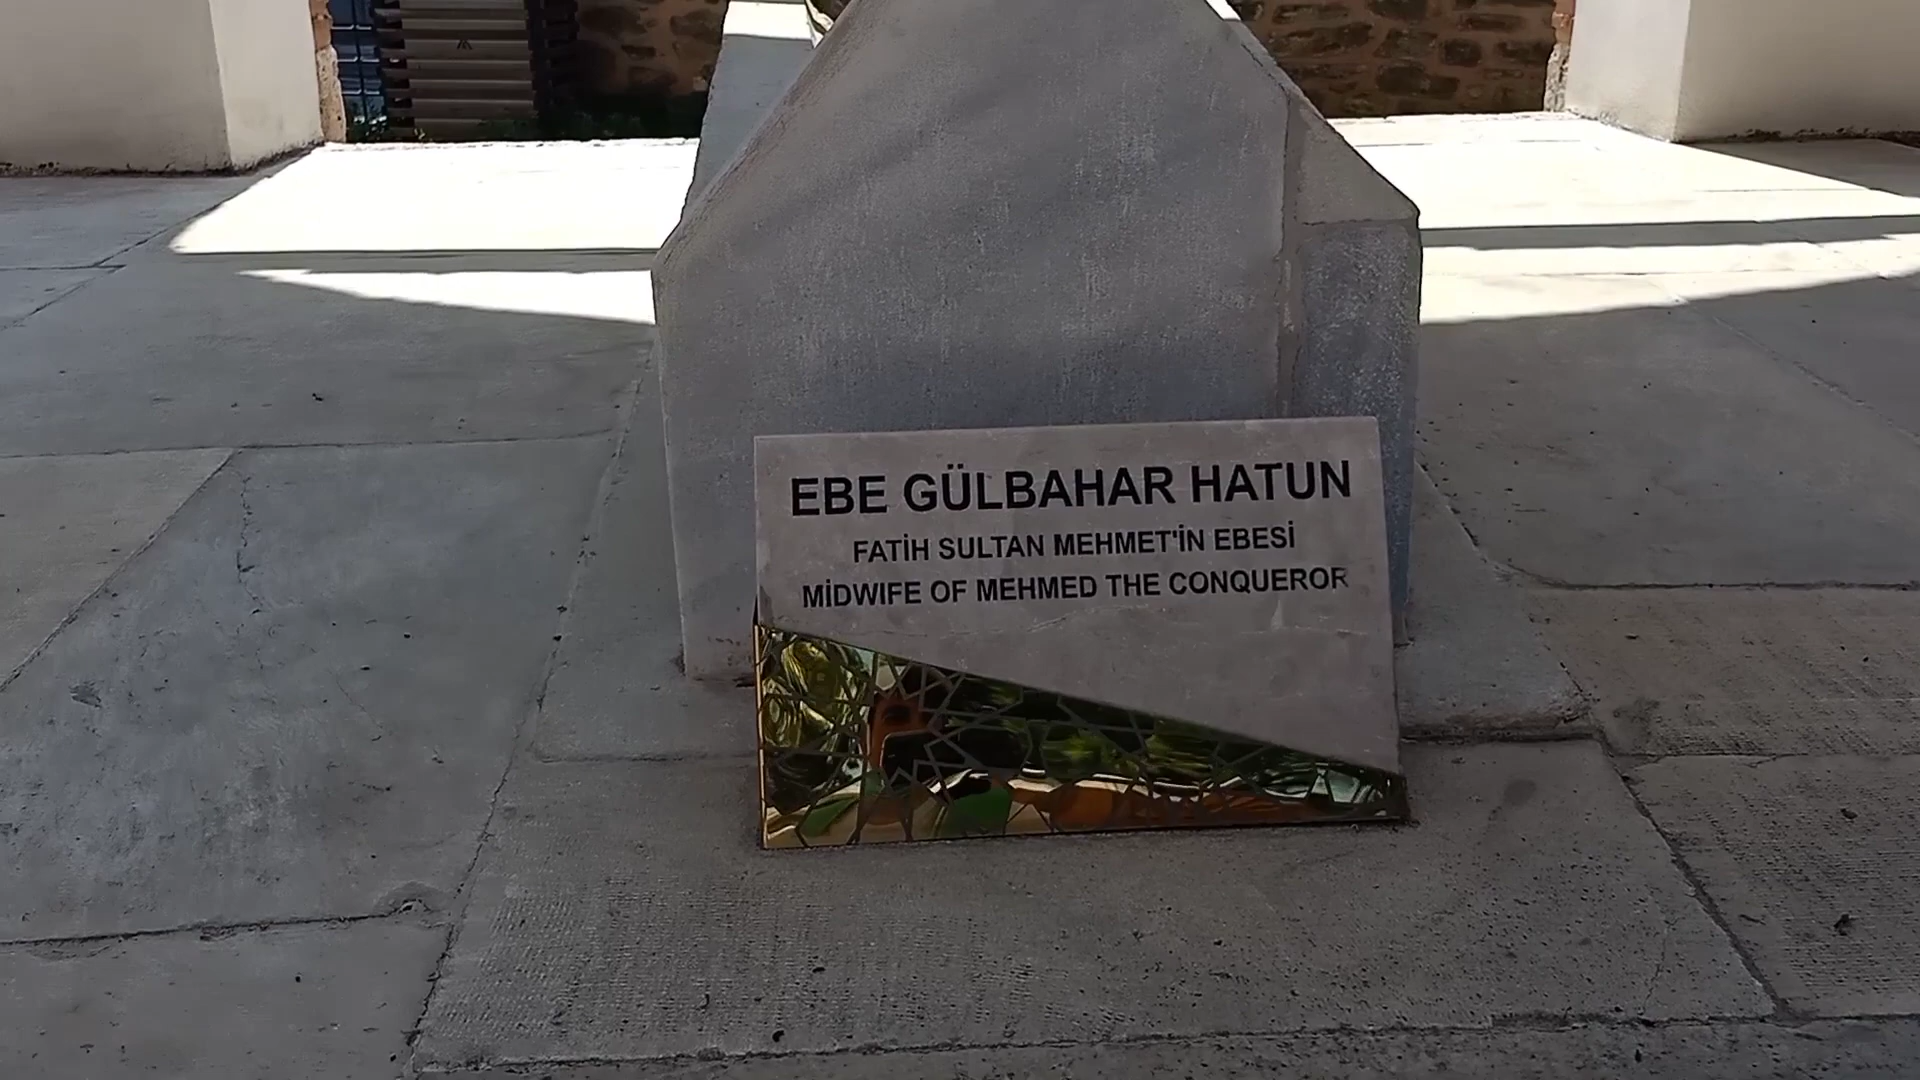 EBE GÜLBAHAR HATUN
FATİH SULTAN MEHMET'İN EBESİ
MİDWIFE OF MEHMED THE CONQUEROR